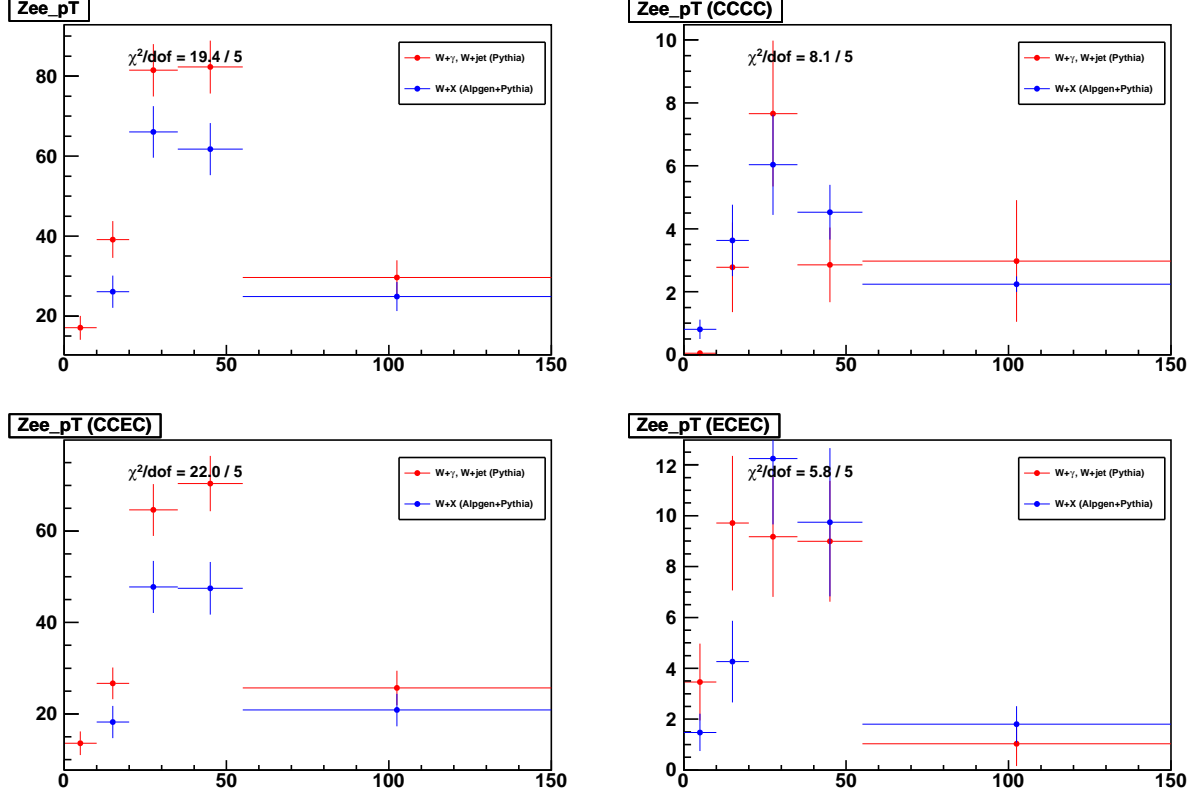 Zee_pT
χ²/dof = 19.4 / 5
W+γ, W+jet (Pythia)
W+X (Alpgen+Pythia)
80
60
40
20
0 50 100 150
Zee_pT (CCCC)
χ²/dof = 8.1 / 5
W+γ, W+jet (Pythia)
W+X (Alpgen+Pythia)
10
8
6
4
2
0
0 50 100 150
Zee_pT (CCEC)
χ²/dof = 22.0 / 5
W+γ, W+jet (Pythia)
W+X (Alpgen+Pythia)
60
40
20
0 50 100 150
Zee_pT (ECEC)
χ²/dof = 5.8 / 5
W+γ, W+jet (Pythia)
W+X (Alpgen+Pythia)
12
10
8
6
4
2
0
0 50 100 150